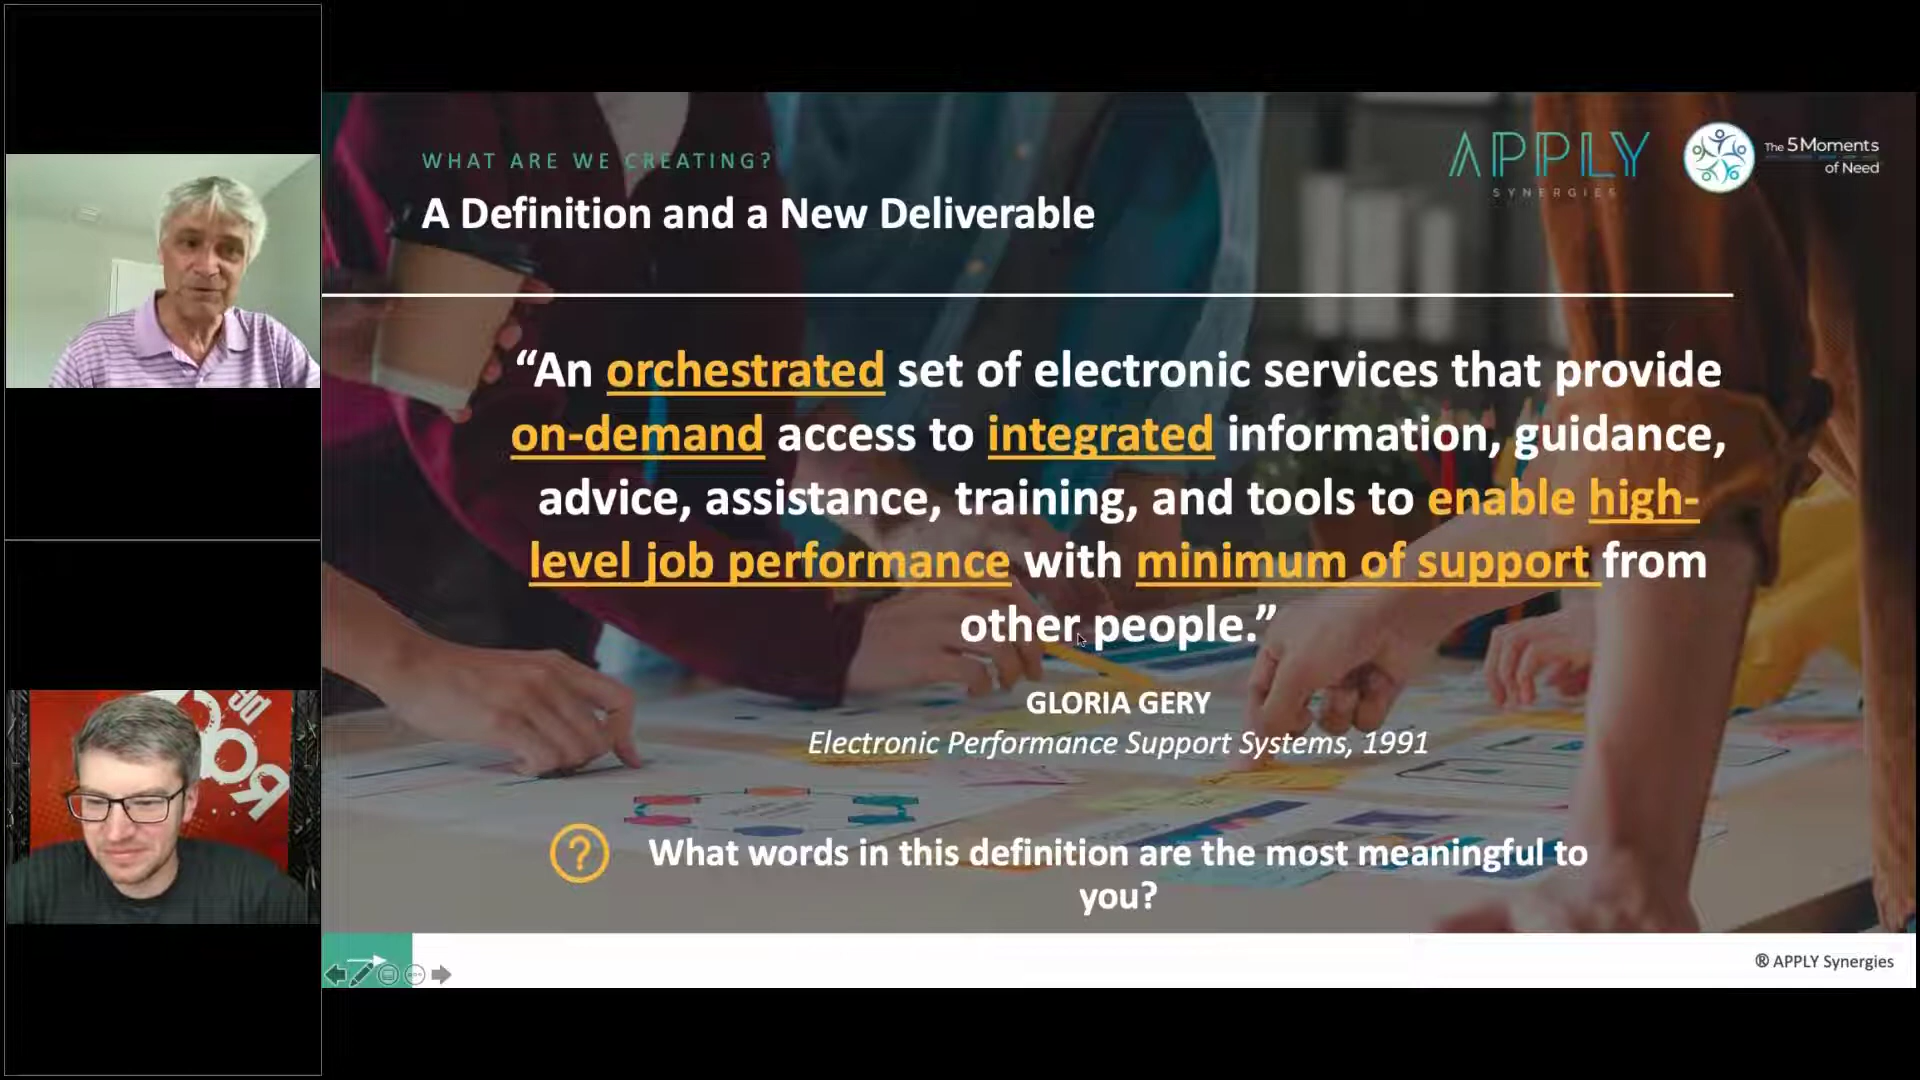 WHAT ARE WE CREATING?
A Definition and a New Deliverable
APPLY
SYNERGIES
The 5 Moments
of Need
“An orchestrated set of electronic services that provide
on-demand access to integrated information, guidance,
advice, assistance, training, and tools to enable high-
level job performance with minimum of support from
other people.”
GLORIA GERY
Electronic Performance Support Systems, 1991
? What words in this definition are the most meaningful to
you?
® APPLY Synergies